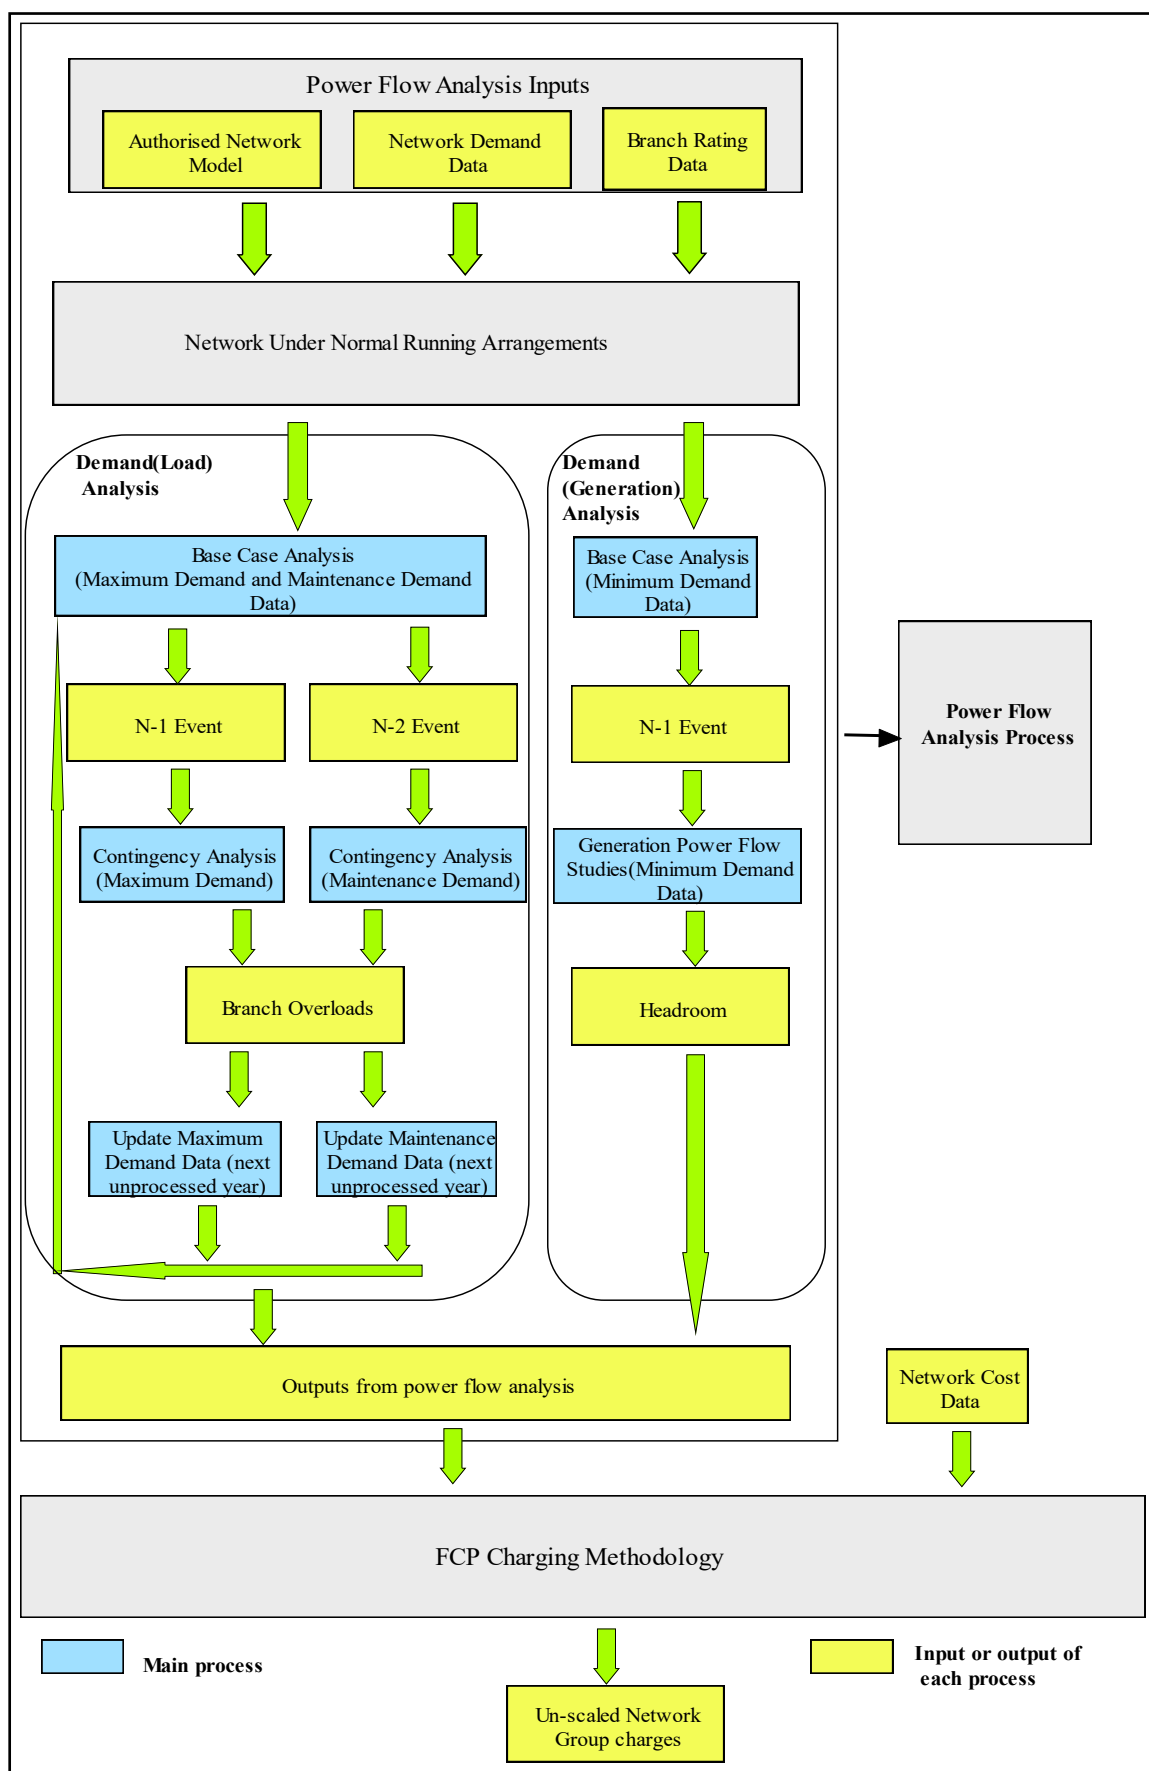 Power Flow Analysis Inputs
Authorised Network
Model
Network Demand
Data
Branch Rating
Data
Network Under Normal Running Arrangements
Demand(Load)
Analysis
Demand
(Generation)
Analysis
Base Case Analysis
(Maximum Demand and Maintenance Demand
Data)
Base Case Analysis
(Minimum Demand
Data)
N-1 Event
N-2 Event
N-1 Event
Power Flow
Analysis Process
Contingency Analysis
(Maximum Demand)
Contingency Analysis
(Maintenance Demand)
Generation Power Flow
Studies(Minimum Demand
Data)
Branch Overloads
Headroom
Update Maximum
Demand Data (next
unprocessed year)
Update Maintenance
Demand Data (next
unprocessed year)
Outputs from power flow analysis
Network Cost
Data
FCP Charging Methodology
Main process
Input or output of
each process
Un-scaled Network
Group charges